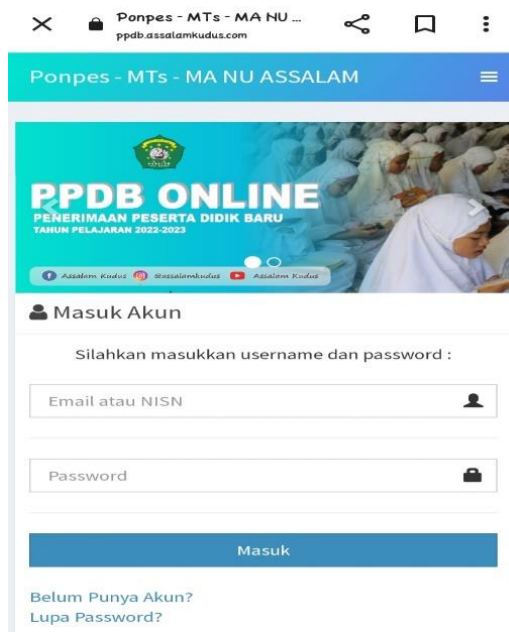 Ponpes - MTs - MA NU ...
ppdb.assalamkudus.com
Ponpes - MTs - MA NU ASSALAM
PPDB ONLINE
PENERIMAAN PESERTA DIDIK BARU
TAHUN PELAJARAN 2022-2023
Assalam Kudus @assalamkudus Assalam Kudus
Masuk Akun
Silahkan masukkan username dan password :
Email atau NISN
Password
Masuk
Belum Punya Akun?
Lupa Password?